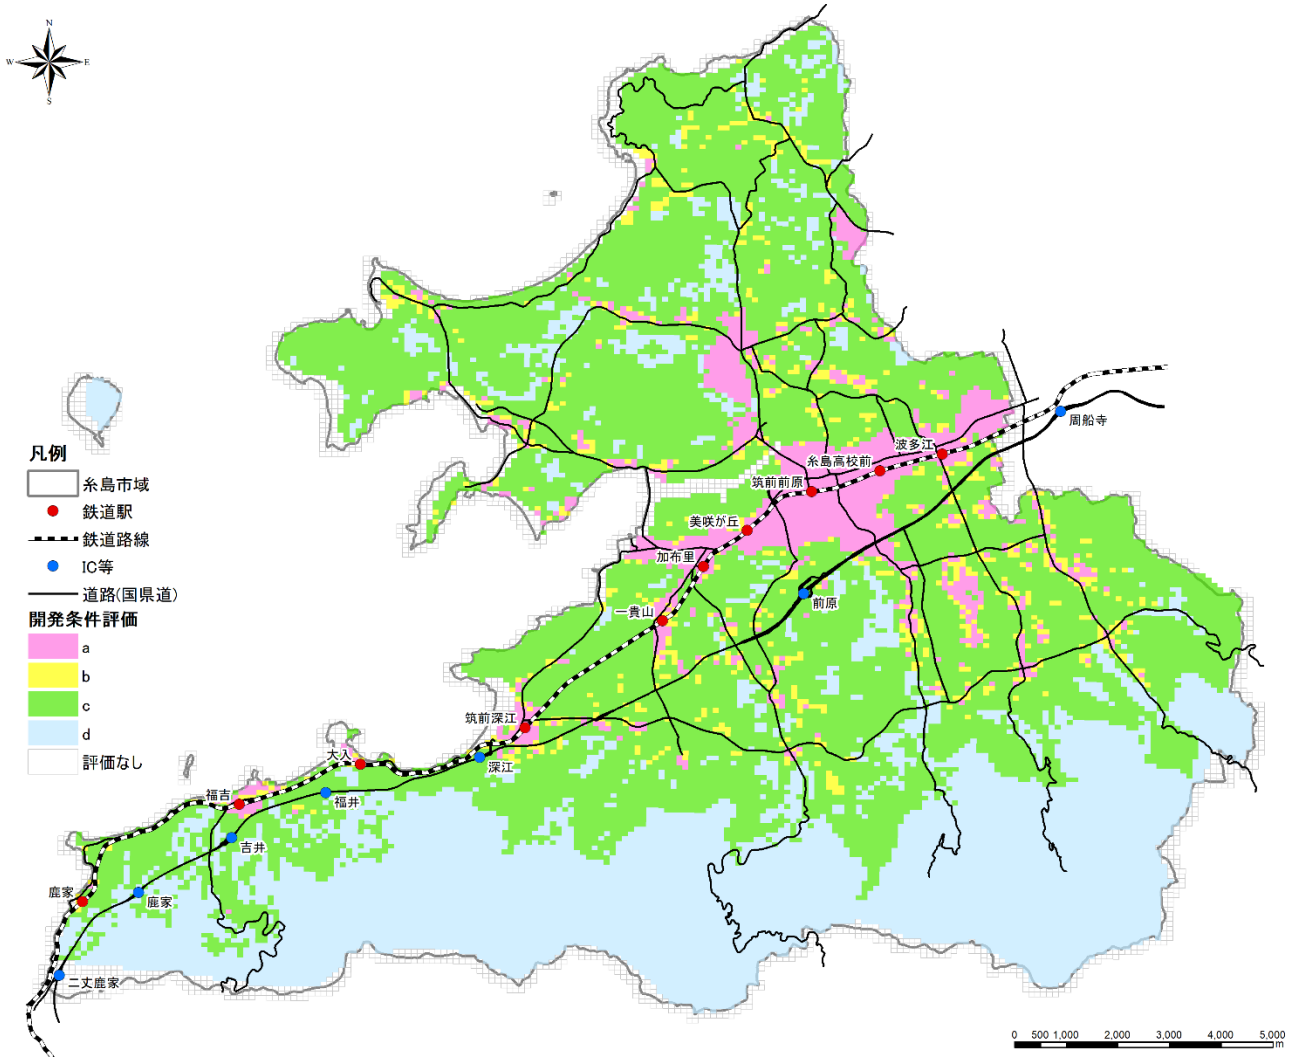 N
W
E
S
周船寺
波多江
糸島高校前
筑前前原
美咲が丘
加布里
前原
一貴山
筑前深江
深江
大入
福井
福吉
吉井
鹿家
鹿家
二丈鹿家
凡例
糸島市域
鉄道駅
鉄道路線
IC等
道路(国県道)
開発条件評価
a
b
c
d
評価なし
0 500 1,000 2,000 3,000 4,000 5,000
m